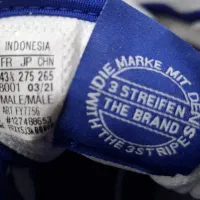 INDONESIA
FR JP CHN
43⅓ 275 265
8001 03/21
MALE/MALE
ART FY7756
DIE MARKE MIT DEN
3 STREIFEN
THE BRAND
WITH THE 3 STRIPES